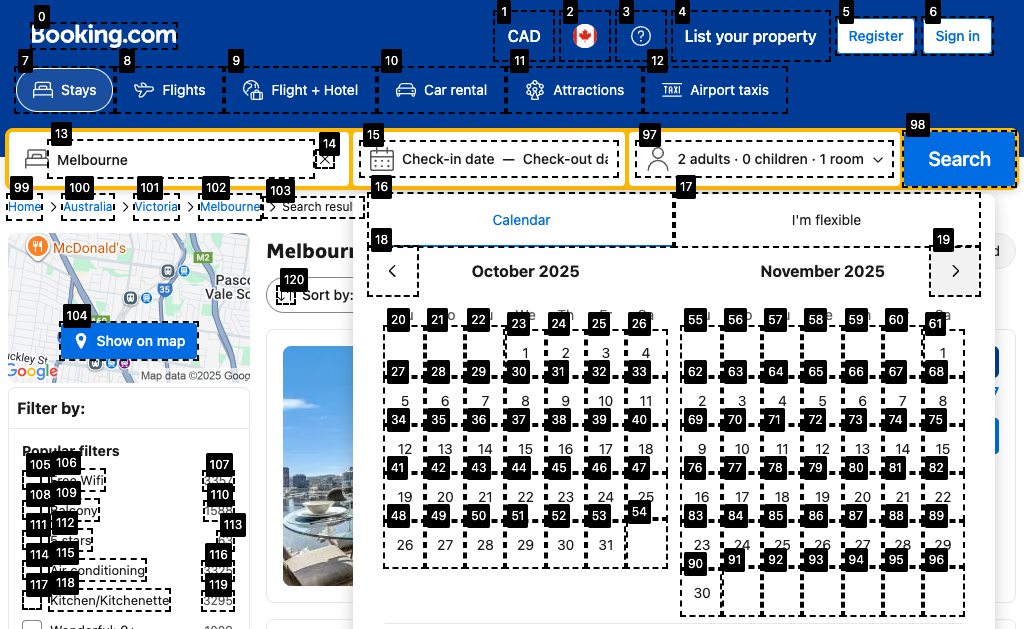 Booking.com
CAD
List your property
Register
Sign in
Stays
Flights
Flight + Hotel
Car rental
Attractions
Airport taxis
Melbourne
Check-in date — Check-out da
2 adults · 0 children · 1 room
Search
Home
Australia
Victoria
Melbourne
Search resul
Calendar
I'm flexible
October 2025
November 2025
1 2 3 4
5 6 7 8 9 10 11
12 13 14 15 16 17 18
19 20 21 22 23 24 25
26 27 28 29 30 31
1
2 3 4 5 6 7 8
9 10 11 12 13 14 15
16 17 18 19 20 21 22
23 24 25 26 27 28 29
30
McDonald's
M2
35
Pasco
Vale So
Show on map
uckley St
Google
Map data ©2025 Goog
Melbourn
Sort by:
Filter by:
Popular filters
Free Wifi
3357
Balcony
1588
5 stars
63
Air conditioning
3325
Kitchen/Kitchenette
3295
0
1
2
3
4
5
6
7
8
9
10
11
12
13
14
15
16
17
18
19
20
21
22
23
24
25
26
27
28
29
30
31
32
33
34
35
36
37
38
39
40
41
42
43
44
45
46
47
48
49
50
51
52
53
54
55
56
57
58
59
60
61
62
63
64
65
66
67
68
69
70
71
72
73
74
75
76
77
78
79
80
81
82
83
84
85
86
87
88
89
90
91
92
93
94
95
96
97
98
99
100
101
102
103
104
105
106
107
108
109
110
111
112
113
114
115
116
117
118
119
120